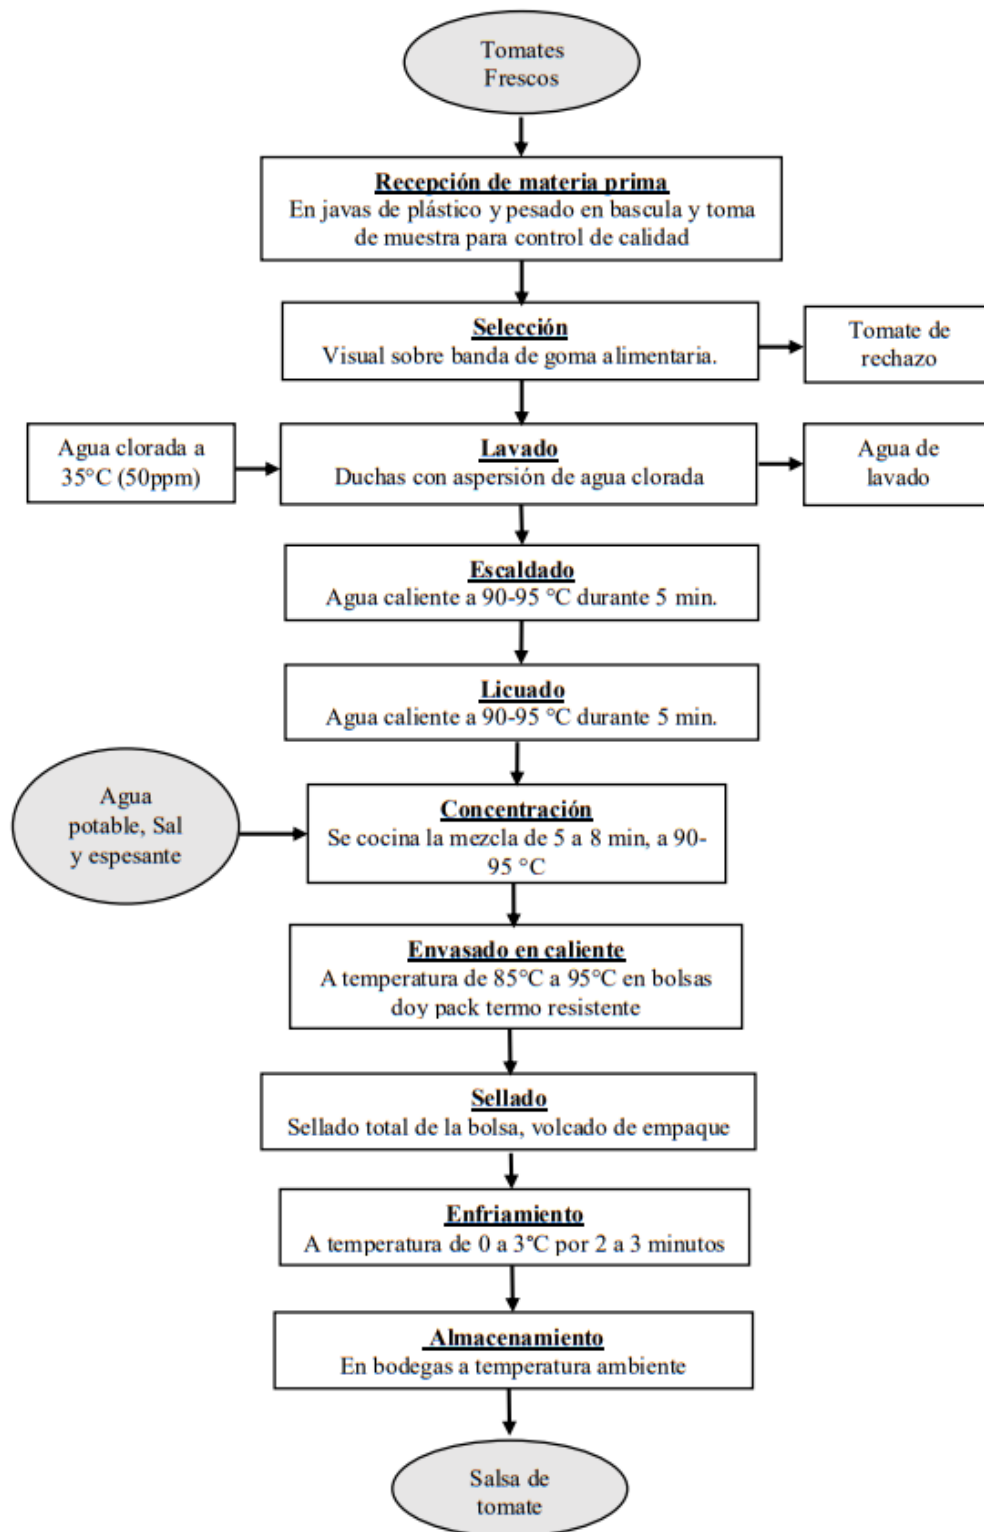 Tomates
Frescos
Recepción de materia prima
En javas de plástico y pesado en bascula y toma
de muestra para control de calidad
Selección
Visual sobre banda de goma alimentaria.
Tomate de
rechazo
Agua clorada a
35°C (50ppm)
Lavado
Duchas con aspersión de agua clorada
Agua de
lavado
Escaldado
Agua caliente a 90-95 °C durante 5 min.
Licuado
Agua caliente a 90-95 °C durante 5 min.
Agua
potable, Sal
y espesante
Concentración
Se cocina la mezcla de 5 a 8 min, a 90-
95 °C
Envasado en caliente
A temperatura de 85°C a 95°C en bolsas
doy pack termo resistente
Sellado
Sellado total de la bolsa, volcado de empaque
Enfriamiento
A temperatura de 0 a 3°C por 2 a 3 minutos
Almacenamiento
En bodegas a temperatura ambiente
Salsa de
tomate